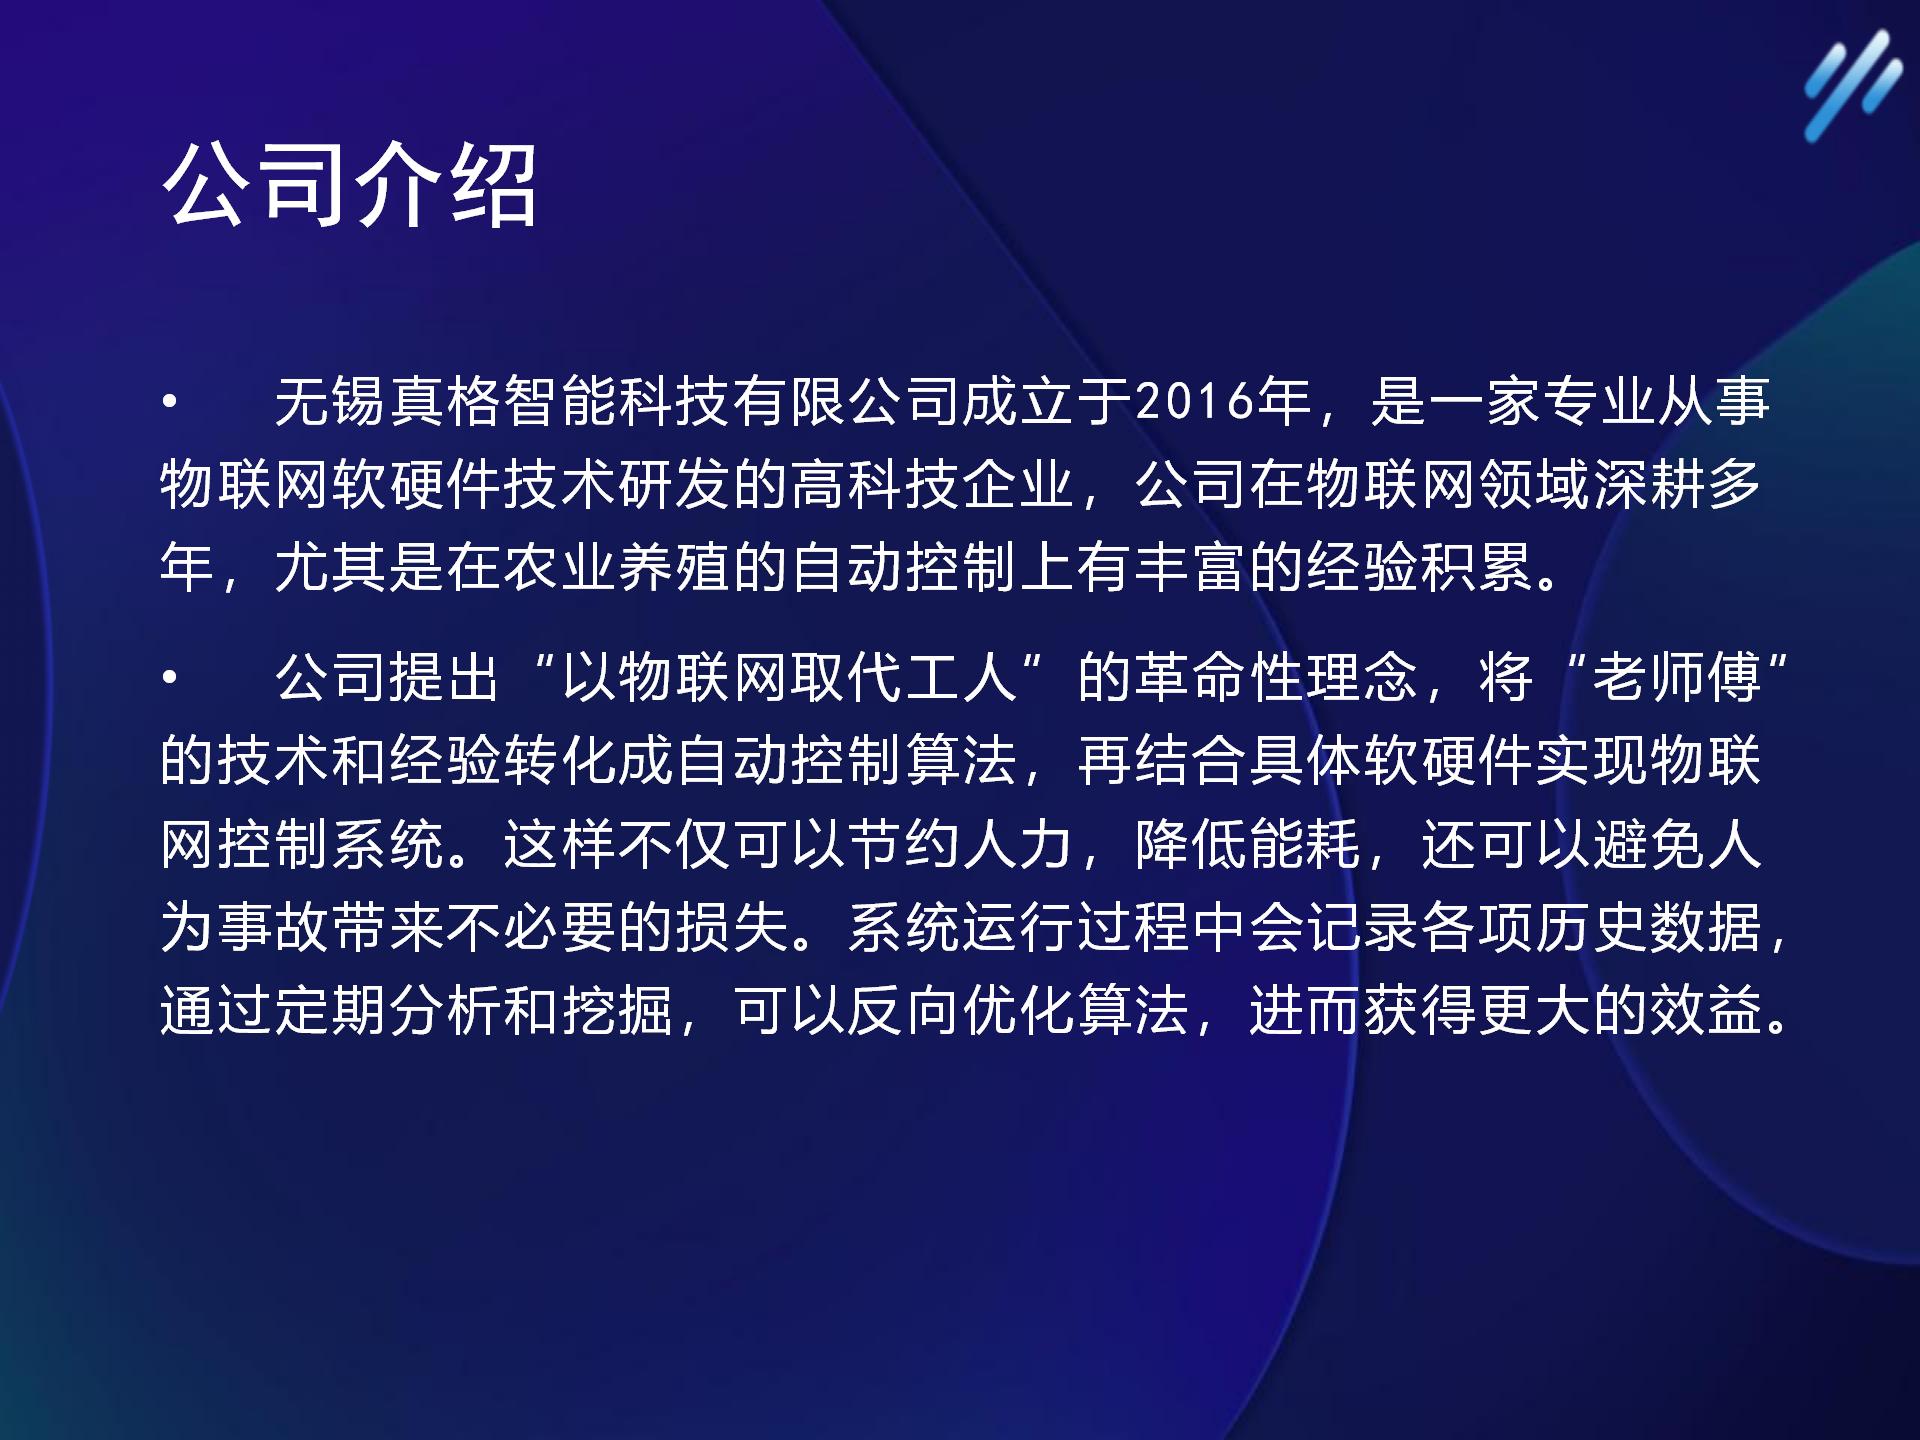 公司介绍
• 无锡真格智能科技有限公司成立于2016年，是一家专业从事
物联网软硬件技术研发的高科技企业，公司在物联网领域深耕多
年，尤其是在农业养殖的自动控制上有丰富的经验积累。
• 公司提出“以物联网取代工人”的革命性理念，将“老师傅”
的技术和经验转化成自动控制算法，再结合具体软硬件实现物联
网控制系统。这样不仅可以节约人力，降低能耗，还可以避免人
为事故带来不必要的损失。系统运行过程中会记录各项历史数据，
通过定期分析和挖掘，可以反向优化算法，进而获得更大的效益。